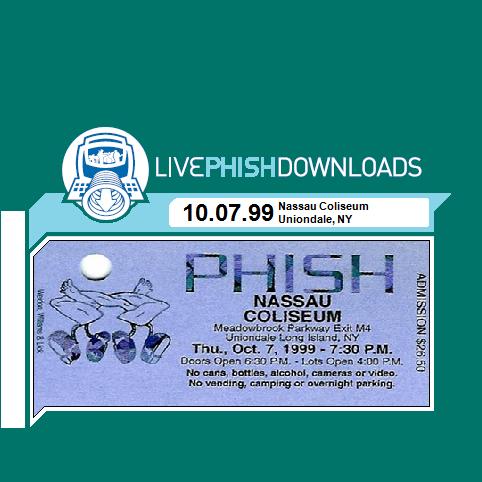 LIVEPHISHDOWNLOADS
10.07.99
Nassau Coliseum
Uniondale, NY
PHISH
NASSAU
COLISEUM
Meadowbrook Parkway Exit M4
Uniondale Long Island, NY
Thu., Oct. 7, 1999 - 7:30 P.M.
Doors Open 6:30 P.M. - Lots Open 4:00 P.M.
No cans, bottles, alcohol, cameras or video.
No vending, camping or overnight parking.
ADMISSION $26.50